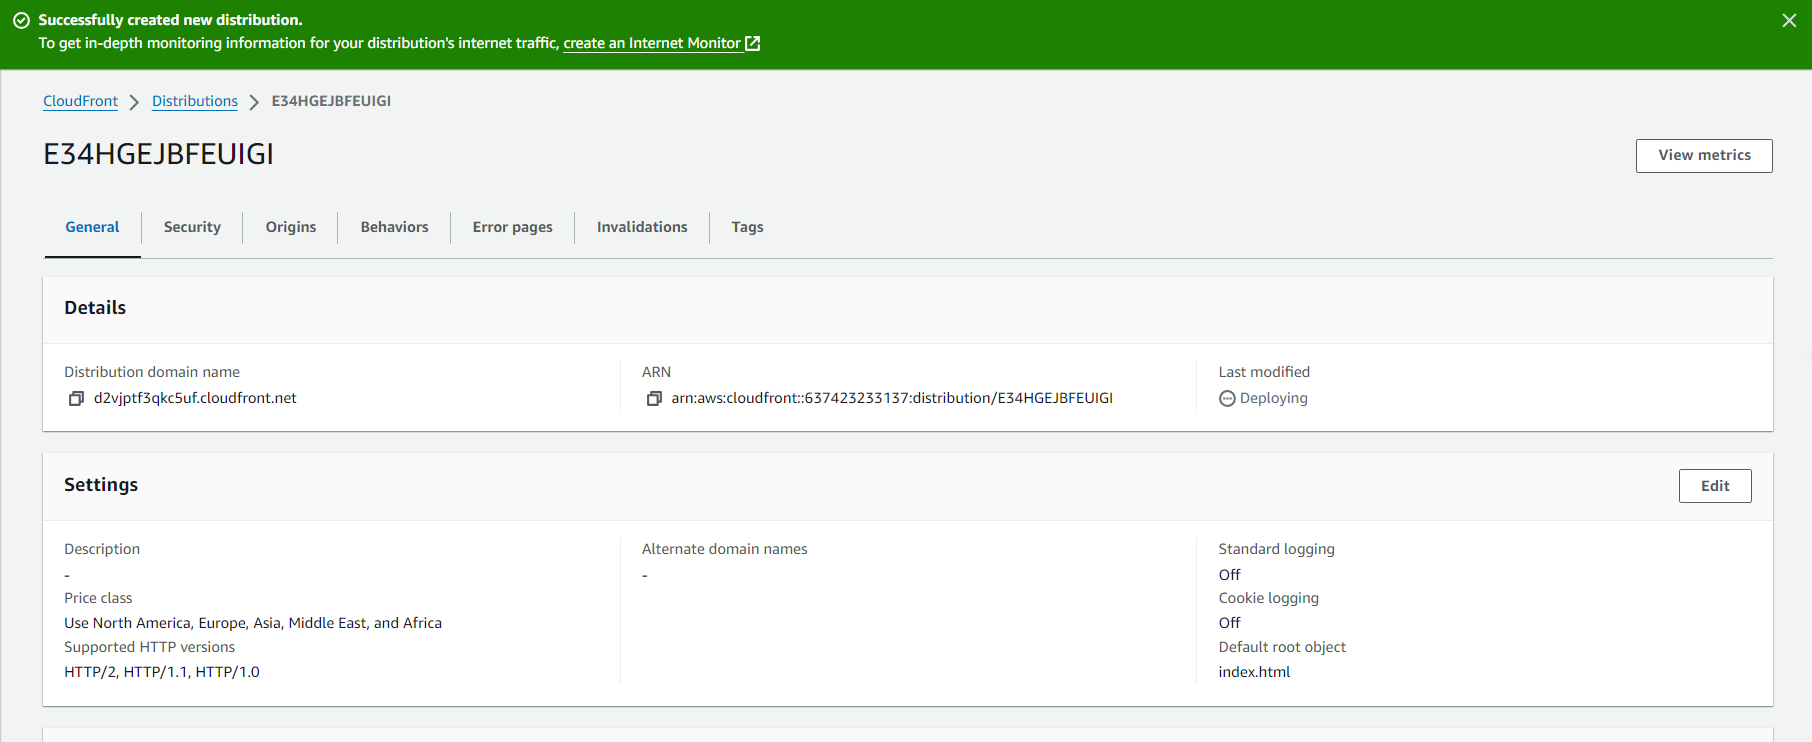 Successfully created new distribution.
To get in-depth monitoring information for your distribution's internet traffic, create an Internet Monitor
CloudFront
Distributions
E34HGEJBFEUIGI
E34HGEJBFEUIGI
View metrics
General
Security
Origins
Behaviors
Error pages
Invalidations
Tags
Details
Distribution domain name
d2vjptf3qkc5uf.cloudfront.net
ARN
arn:aws:cloudfront::637423233137:distribution/E34HGEJBFEUIGI
Last modified
Deploying
Settings
Edit
Description
-
Price class
Use North America, Europe, Asia, Middle East, and Africa
Supported HTTP versions
HTTP/2, HTTP/1.1, HTTP/1.0
Alternate domain names
-
Standard logging
Off
Cookie logging
Off
Default root object
index.html